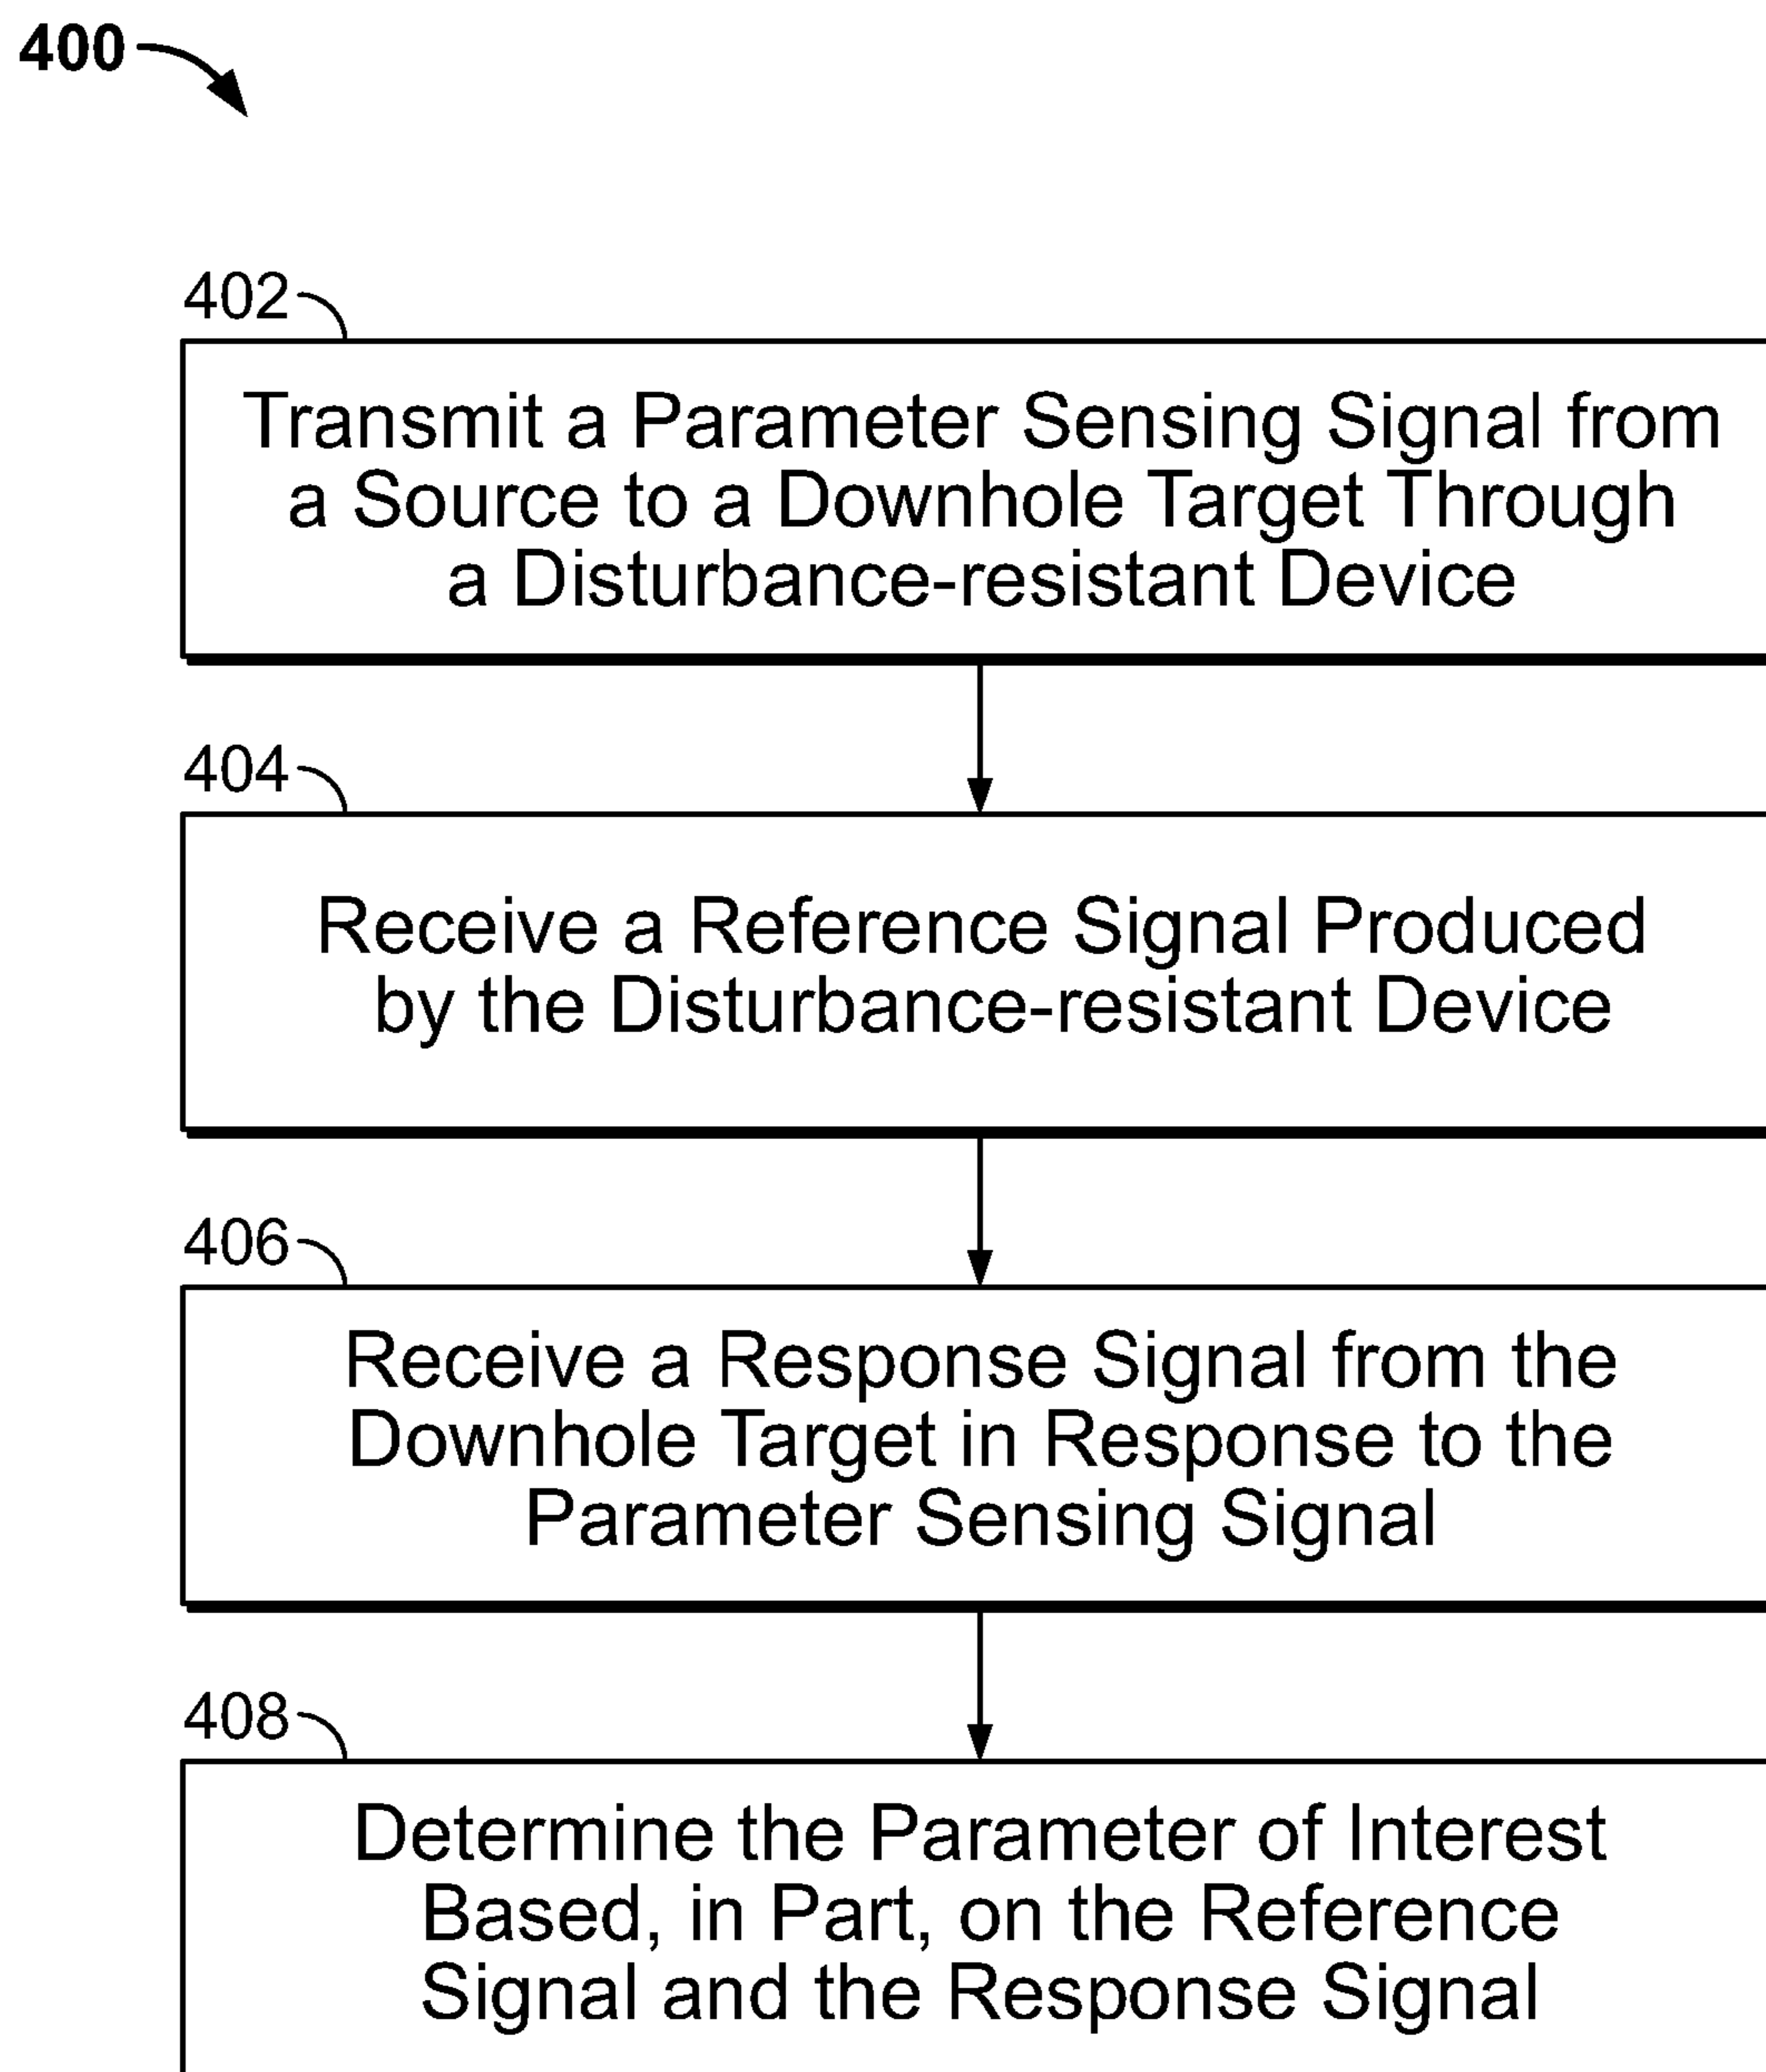 400
402
Transmit a Parameter Sensing Signal from
a Source to a Downhole Target Through
a Disturbance-resistant Device
404
Receive a Reference Signal Produced
by the Disturbance-resistant Device
406
Receive a Response Signal from the
Downhole Target in Response to the
Parameter Sensing Signal
408
Determine the Parameter of Interest
Based, in Part, on the Reference
Signal and the Response Signal